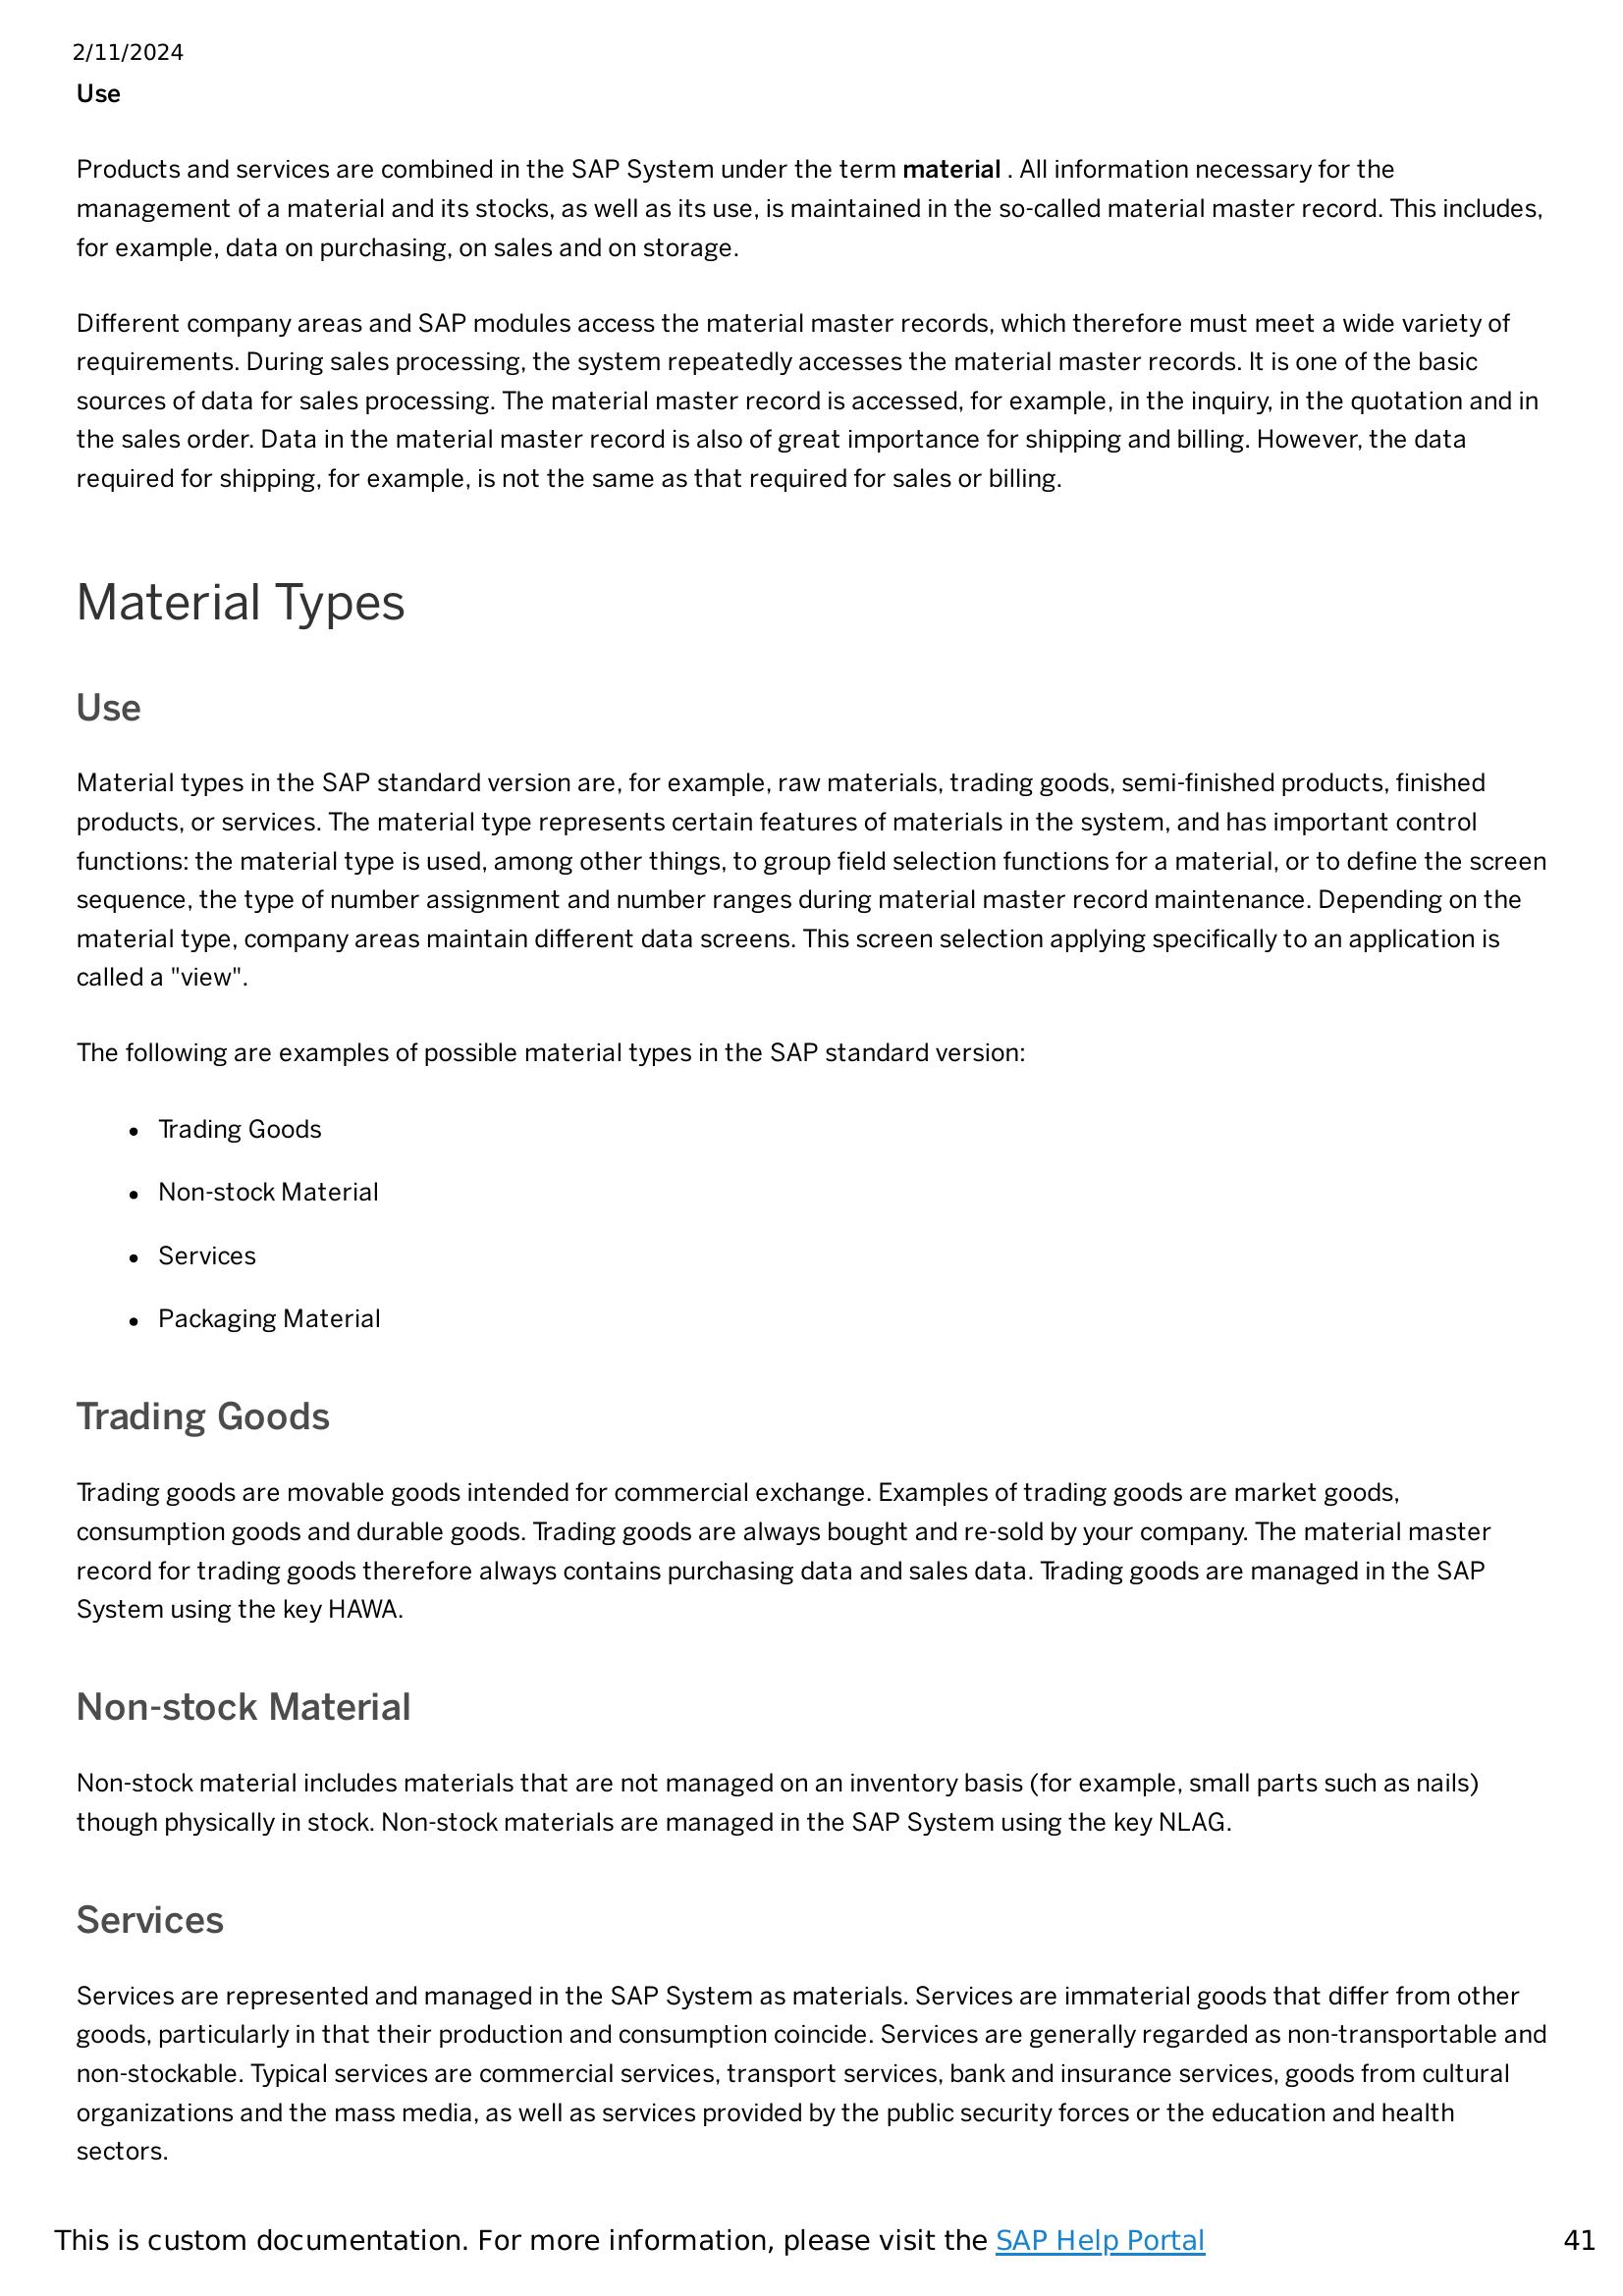 2/11/2024
Use
Products and services are combined in the SAP System under the term material . All information necessary for the
management of a material and its stocks, as well as its use, is maintained in the so-called material master record. This includes,
for example, data on purchasing, on sales and on storage.
Different company areas and SAP modules access the material master records, which therefore must meet a wide variety of
requirements. During sales processing, the system repeatedly accesses the material master records. It is one of the basic
sources of data for sales processing. The material master record is accessed, for example, in the inquiry, in the quotation and in
the sales order. Data in the material master record is also of great importance for shipping and billing. However, the data
required for shipping, for example, is not the same as that required for sales or billing.
Material Types
Use
Material types in the SAP standard version are, for example, raw materials, trading goods, semi-finished products, finished
products, or services. The material type represents certain features of materials in the system, and has important control
functions: the material type is used, among other things, to group field selection functions for a material, or to define the screen
sequence, the type of number assignment and number ranges during material master record maintenance. Depending on the
material type, company areas maintain different data screens. This screen selection applying specifically to an application is
called a "view".
The following are examples of possible material types in the SAP standard version:
• Trading Goods
• Non-stock Material
• Services
• Packaging Material
Trading Goods
Trading goods are movable goods intended for commercial exchange. Examples of trading goods are market goods,
consumption goods and durable goods. Trading goods are always bought and re-sold by your company. The material master
record for trading goods therefore always contains purchasing data and sales data. Trading goods are managed in the SAP
System using the key HAWA.
Non-stock Material
Non-stock material includes materials that are not managed on an inventory basis (for example, small parts such as nails)
though physically in stock. Non-stock materials are managed in the SAP System using the key NLAG.
Services
Services are represented and managed in the SAP System as materials. Services are immaterial goods that differ from other
goods, particularly in that their production and consumption coincide. Services are generally regarded as non-transportable and
non-stockable. Typical services are commercial services, transport services, bank and insurance services, goods from cultural
organizations and the mass media, as well as services provided by the public security forces or the education and health
sectors.
This is custom documentation. For more information, please visit the SAP Help Portal 41